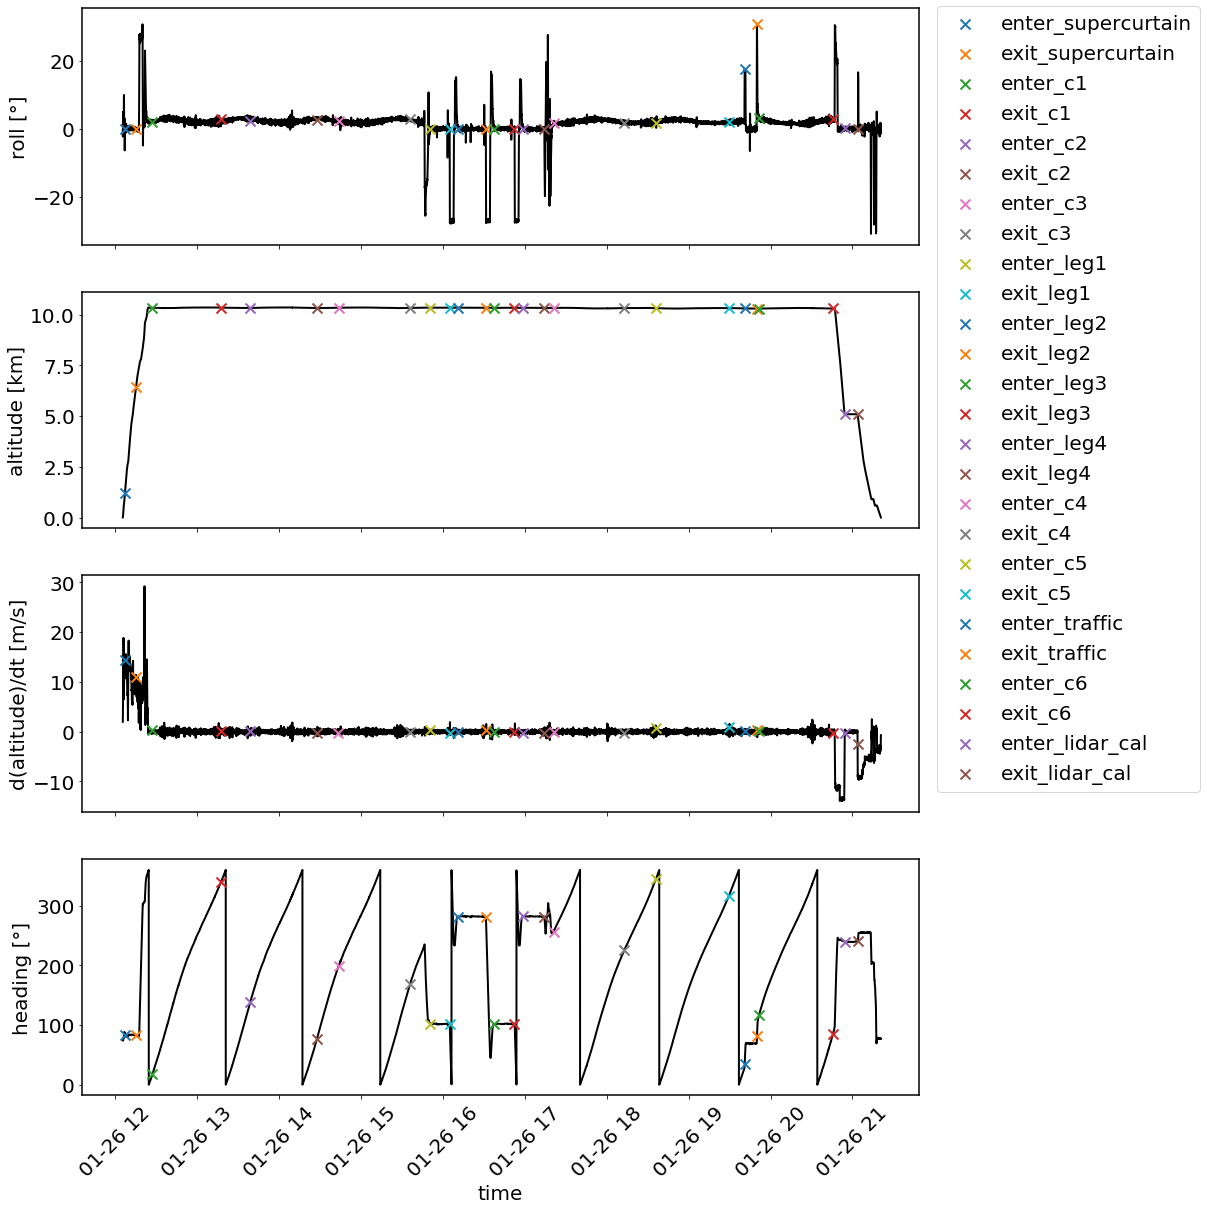 roll [°]
20
0
−20
altitude [km]
10.0
7.5
5.0
2.5
0.0
d(altitude)/dt [m/s]
30
20
10
0
−10
heading [°]
300
200
100
0
01-26 12
01-26 13
01-26 14
01-26 15
01-26 16
01-26 17
01-26 18
01-26 19
01-26 20
01-26 21
time
enter_supercurtain
exit_supercurtain
enter_c1
exit_c1
enter_c2
exit_c2
enter_c3
exit_c3
enter_leg1
exit_leg1
enter_leg2
exit_leg2
enter_leg3
exit_leg3
enter_leg4
exit_leg4
enter_c4
exit_c4
enter_c5
exit_c5
enter_traffic
exit_traffic
enter_c6
exit_c6
enter_lidar_cal
exit_lidar_cal